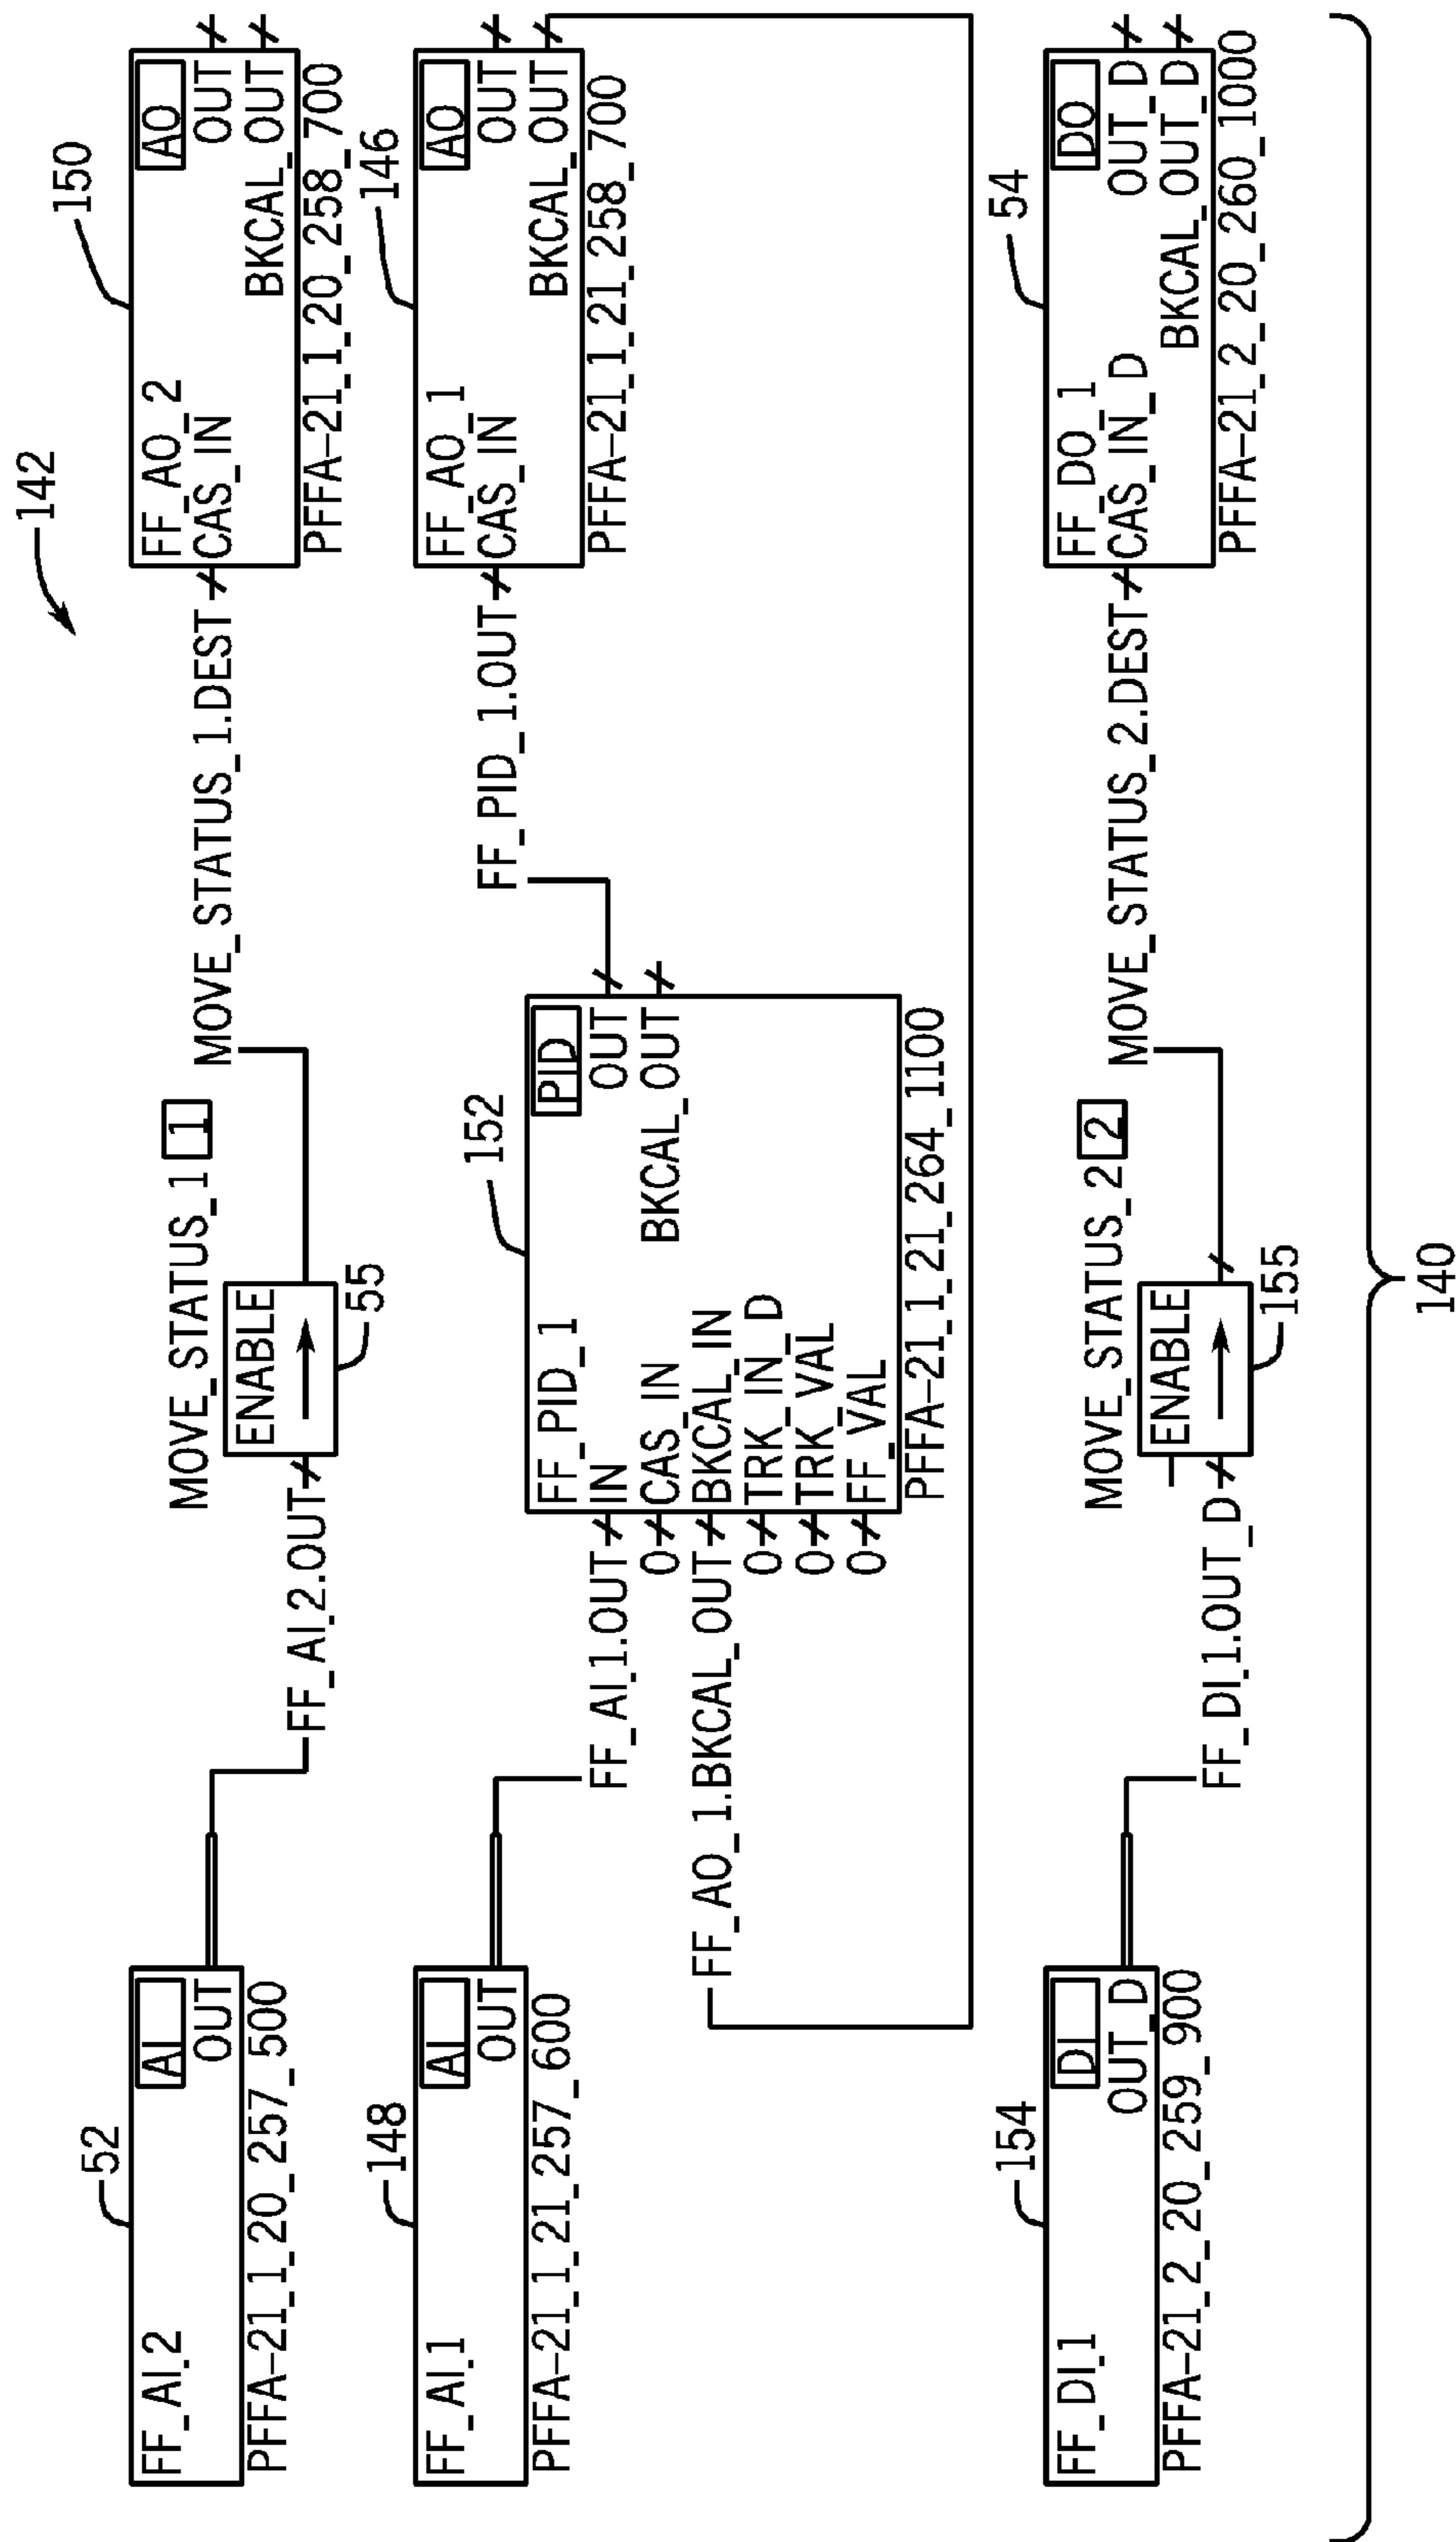 142
52
FF_AI_2
AI
OUT
PFFA-21_1_20_257_500
FF_AI_2.OUT
MOVE_STATUS_1 1
ENABLE
55
MOVE_STATUS_1.DEST
150
FF_AO_2
AO
CAS_IN
OUT
BKCAL_OUT
PFFA-21_1_20_258_700
148
FF_AI_1
AI
OUT
PFFA-21_1_21_257_600
FF_AI_1.OUT
152
FF_PID_1
PID
IN
OUT
0 CAS_IN
BKCAL_OUT
FF_AO_1.BKCAL_OUT
BKCAL_IN
0 TRK_IN_D
0 TRK_VAL
0 FF_VAL
PFFA-21_1_21_264_1100
FF_PID_1.OUT
146
FF_AO_1
AO
CAS_IN
OUT
BKCAL_OUT
PFFA-21_1_21_258_700
154
FF_DI_1
DI
OUT_D
PFFA-21_2_20_259_900
FF_DI_1.OUT_D
MOVE_STATUS_2 2
ENABLE
155
MOVE_STATUS_2.DEST
54
FF_DO_1
DO
CAS_IN_D
OUT_D
BKCAL_OUT_D
PFFA-21_2_20_260_1000
140